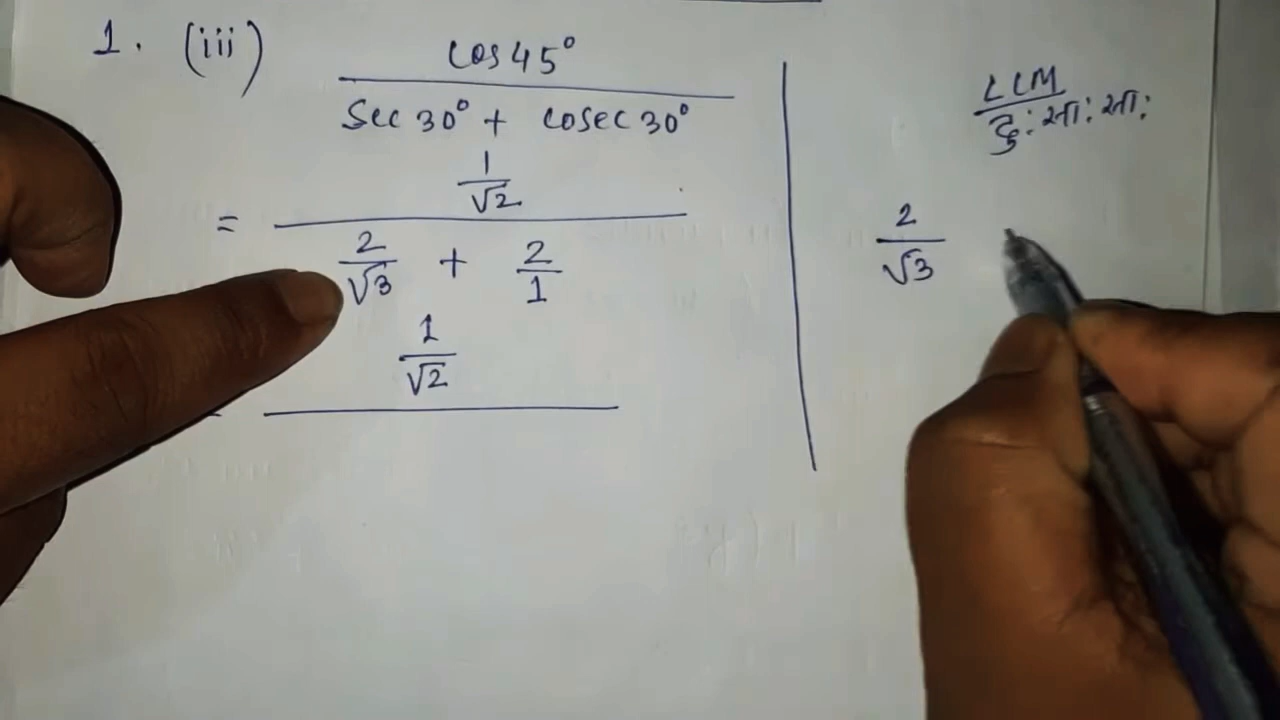 1. (iii) cos 45°
sec 30° + cosec 30°
= 1/√2
2/√3 + 2/1
1/√2
LCM
2/√3